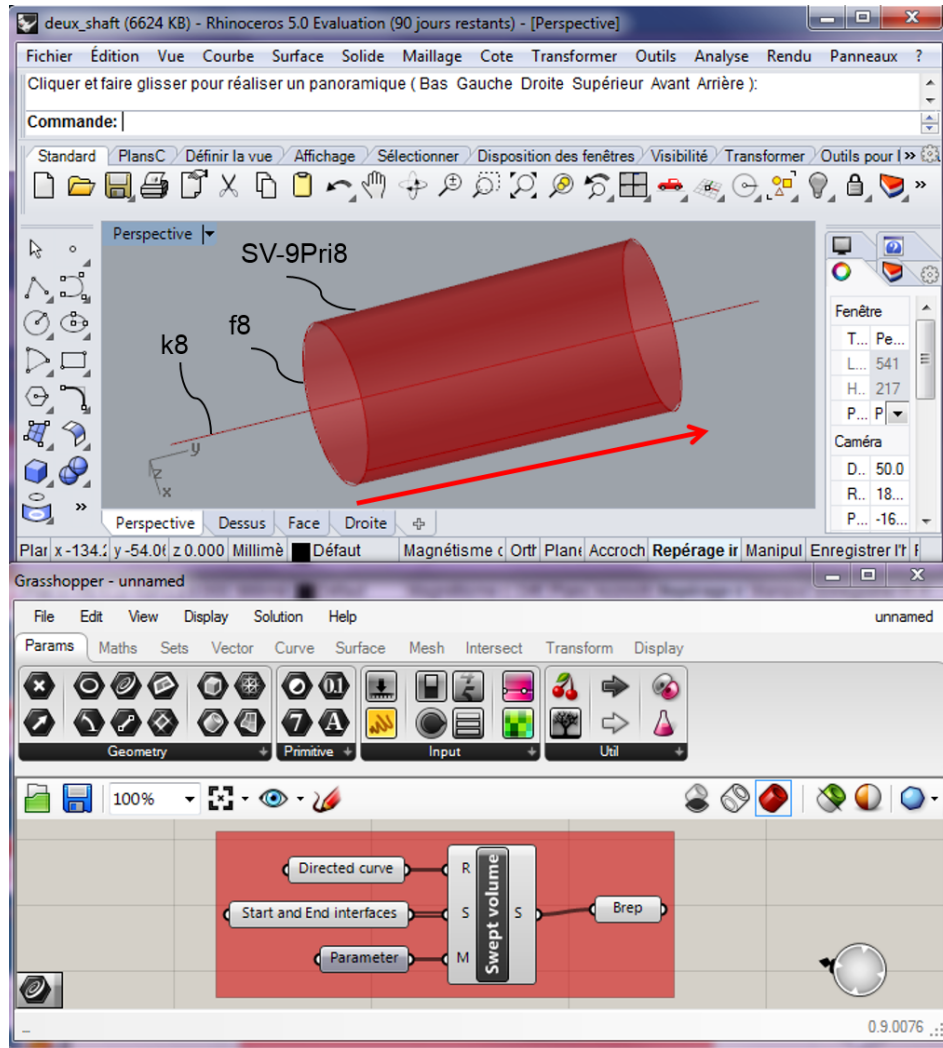 deux_shaft (6624 KB) - Rhinoceros 5.0 Evaluation (90 jours restants) - [Perspective]
Fichier Édition Vue Courbe Surface Solide Maillage Cote Transformer Outils Analyse Rendu Panneaux ?
Cliquer et faire glisser pour réaliser un panoramique ( Bas Gauche Droite Supérieur Avant Arrière ):
Commande:
Standard PlansC Définir la vue Affichage Sélectionner Disposition des fenêtres Visibilité Transformer Outils pour l »
»
Perspective
SV-9Pri8
f8
k8
y
z
x
Fenêtre
T... Pe...
L... 541
H.. 217
P... P
Caméra
D.. 50.0
R.. 18...
P... -16...
»
Perspective Dessus Face Droite
Plar x -134.2 y -54.06 z 0.000 Millimè Défaut Magnétisme c Orth Plane Accroch Repérage ir Manipul Enregistrer l'h F
Grasshopper - unnamed
File Edit View Display Solution Help unnamed
Params Maths Sets Vector Curve Surface Mesh Intersect Transform Display
0.1
7 A
Geometry Primitive Input Util
100%
Directed curve
Start and End interfaces
Parameter
R
S
M
Swept volume
S
Brep
0.9.0076